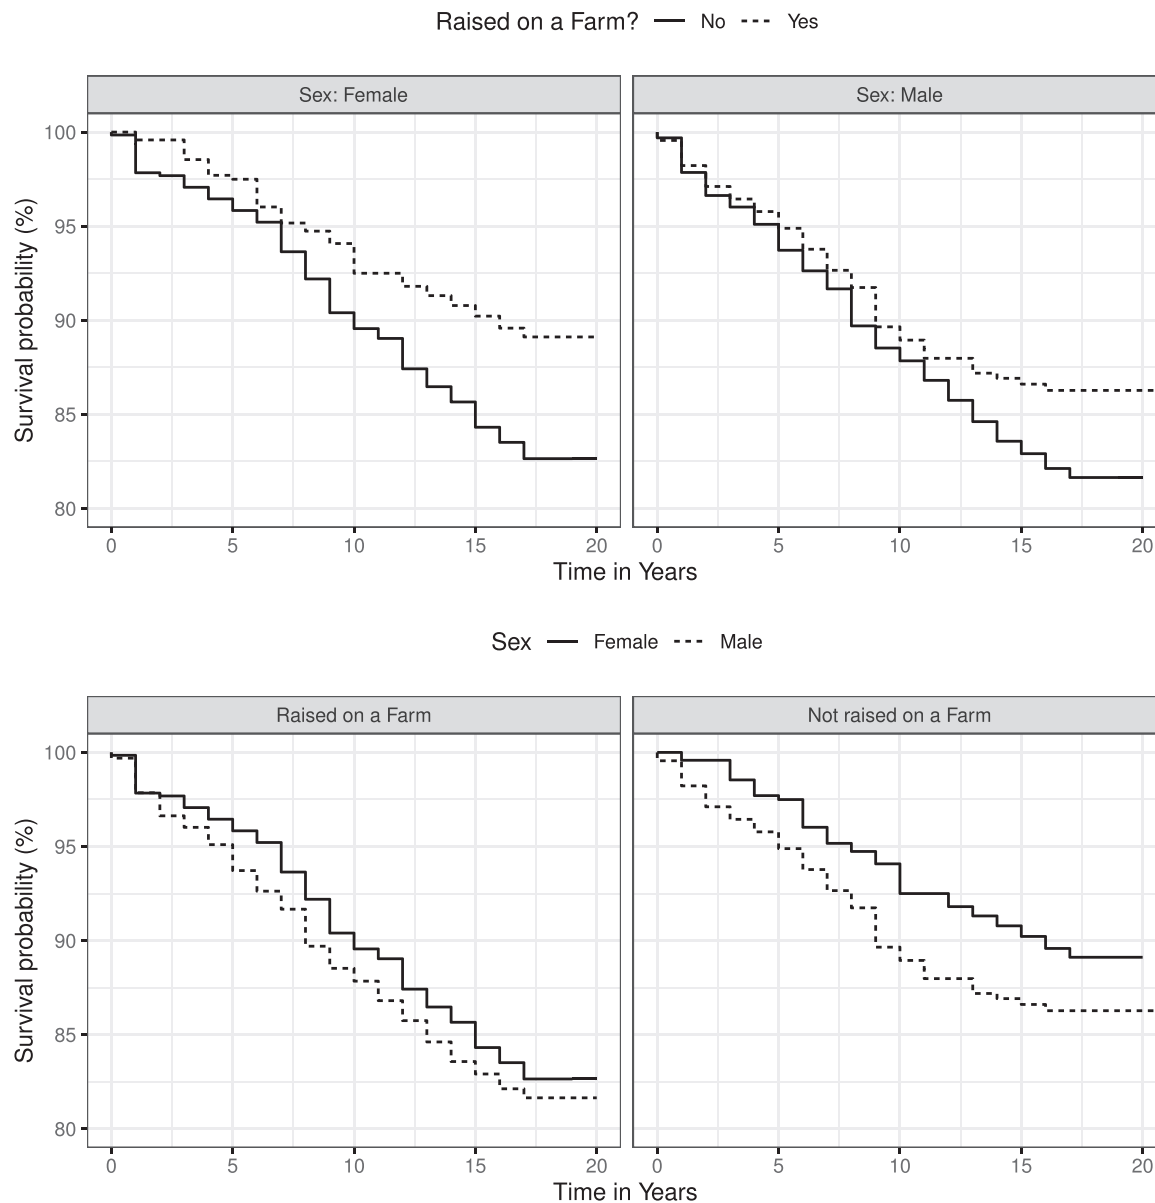 Raised on a Farm? No Yes
Sex: Female Sex: Male
100
95
90
85
80
Survival probability (%)
0 5 10 15 20 0 5 10 15 20
Time in Years
Sex Female Male
Raised on a Farm Not raised on a Farm
100
95
90
85
80
Survival probability (%)
0 5 10 15 20 0 5 10 15 20
Time in Years